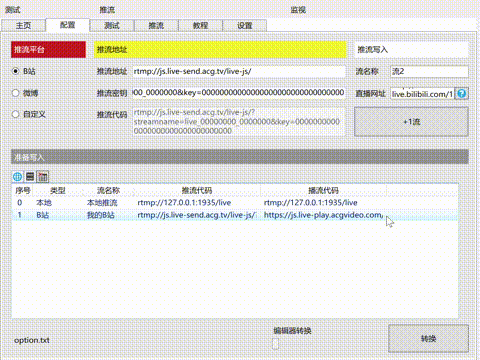 测试 推流 监视
主页 配置 测试 推流 教程 设置
推流平台 推流地址 推流写入
B站 推流地址 rtmp://js.live-send.acg.tv/live-js/ 流名称 流2
微博 推流密钥 00_0000000&key=00000000000000000000000000000000 直播网址 live.bilibili.com/1
自定义 推流代码 rtmp://js.live-send.acg.tv/live-js/?
streamname=live_00000000_0000000&key=0000000000
0000000000000000000000
+1流
准备写入
序号 类型 流名称 推流代码 播流代码
0 本地 本地推流 rtmp://127.0.0.1:1935/live rtmp://127.0.0.1:1935/live
1 B站 我的B站 rtmp://js.live-send.acg.tv/live-js/ https://js.live-play.acgvideo.com/
编辑器转换
option.txt 转换